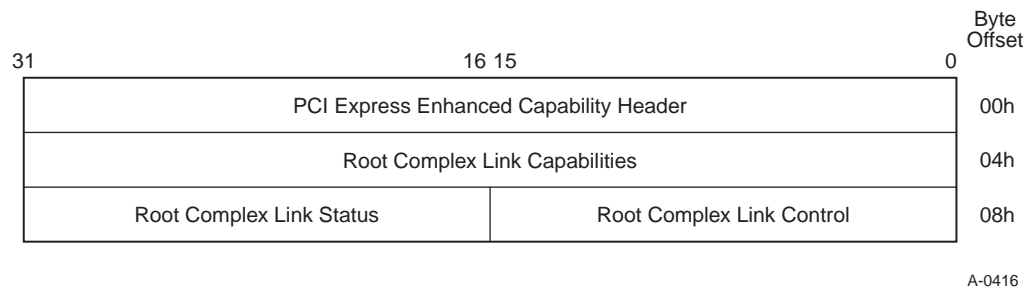 Byte
Offset
31 16 15 0
PCI Express Enhanced Capability Header 00h
Root Complex Link Capabilities 04h
Root Complex Link Status Root Complex Link Control 08h
A-0416